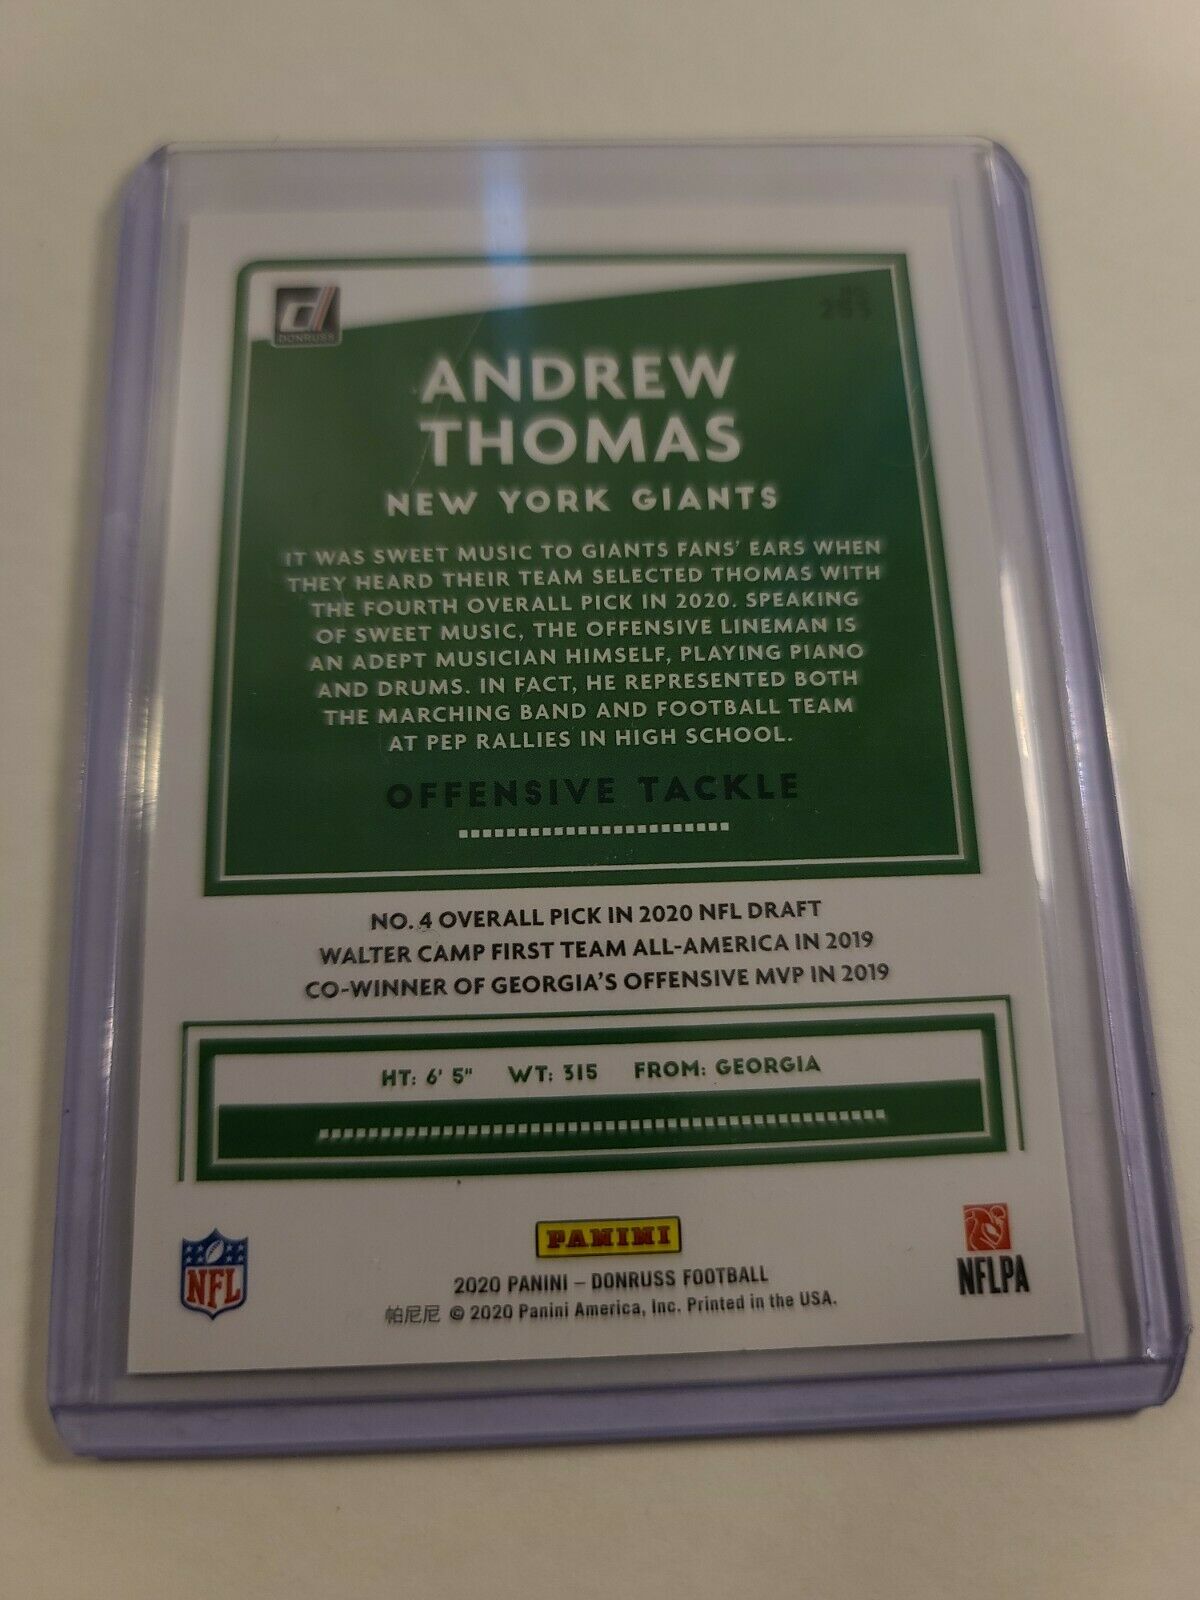 DONRUSS
ANDREW
THOMAS
NEW YORK GIANTS
IT WAS SWEET MUSIC TO GIANTS FANS' EARS WHEN
THEY HEARD THEIR TEAM SELECTED THOMAS WITH
THE FOURTH OVERALL PICK IN 2020. SPEAKING
OF SWEET MUSIC, THE OFFENSIVE LINEMAN IS
AN ADEPT MUSICIAN HIMSELF, PLAYING PIANO
AND DRUMS. IN FACT, HE REPRESENTED BOTH
THE MARCHING BAND AND FOOTBALL TEAM
AT PEP RALLIES IN HIGH SCHOOL.
OFFENSIVE TACKLE
NO. 4 OVERALL PICK IN 2020 NFL DRAFT
WALTER CAMP FIRST TEAM ALL-AMERICA IN 2019
CO-WINNER OF GEORGIA'S OFFENSIVE MVP IN 2019
HT: 6' 5" WT: 315 FROM: GEORGIA
NFL
PANINI
NFLPA
2020 PANINI – DONRUSS FOOTBALL
帕尼尼 © 2020 Panini America, Inc. Printed in the USA.